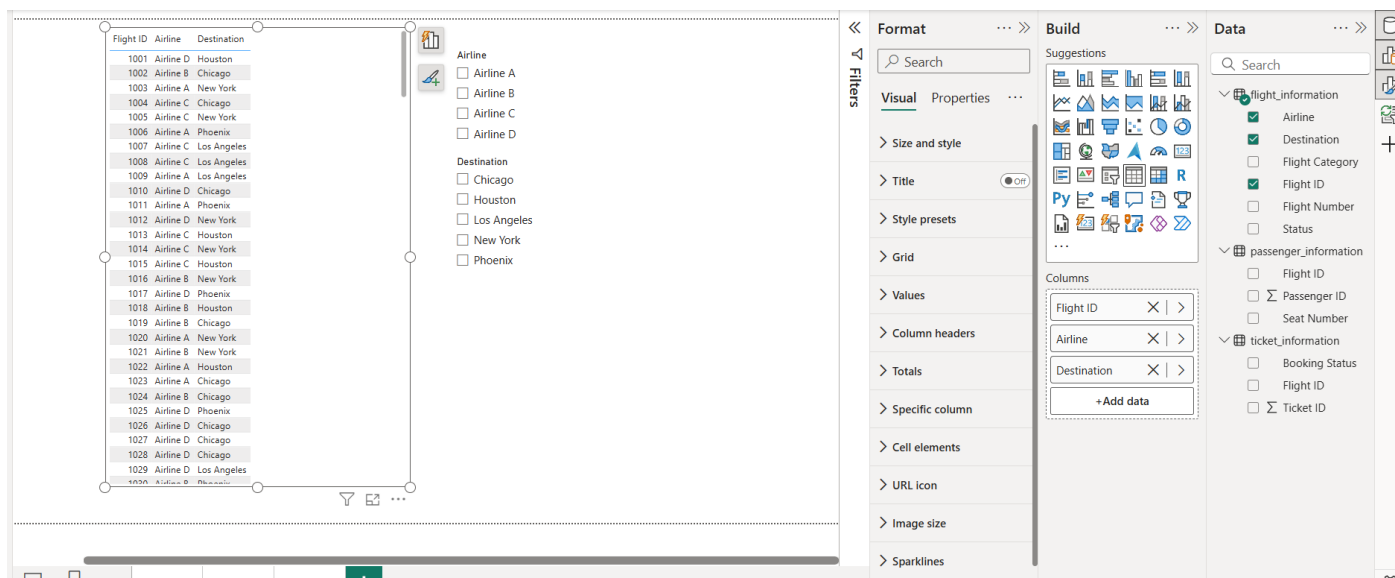 Flight ID Airline Destination
1001 Airline D Houston
1002 Airline B Chicago
1003 Airline A New York
1004 Airline C Chicago
1005 Airline C New York
1006 Airline A Phoenix
1007 Airline C Los Angeles
1008 Airline C Los Angeles
1009 Airline A Los Angeles
1010 Airline D Chicago
1011 Airline A Phoenix
1012 Airline D New York
1013 Airline C Houston
1014 Airline C New York
1015 Airline C Houston
1016 Airline B New York
1017 Airline D Phoenix
1018 Airline B Houston
1019 Airline B Chicago
1020 Airline A New York
1021 Airline B New York
1022 Airline A Houston
1023 Airline A Chicago
1024 Airline B Chicago
1025 Airline D Phoenix
1026 Airline D Chicago
1027 Airline D Chicago
1028 Airline D Chicago
1029 Airline D Los Angeles
1030 Airline B Phoenix
Airline
Airline A
Airline B
Airline C
Airline D
Destination
Chicago
Houston
Los Angeles
New York
Phoenix
Filters
Format
Search
Visual Properties
Size and style
Title Off
Style presets
Grid
Values
Column headers
Totals
Specific column
Cell elements
URL icon
Image size
Sparklines
Build
Suggestions
123
R
Py
123
Columns
Flight ID
Airline
Destination
+Add data
Data
Search
flight_information
Airline
Destination
Flight Category
Flight ID
Flight Number
Status
passenger_information
Flight ID
Σ Passenger ID
Seat Number
ticket_information
Booking Status
Flight ID
Σ Ticket ID